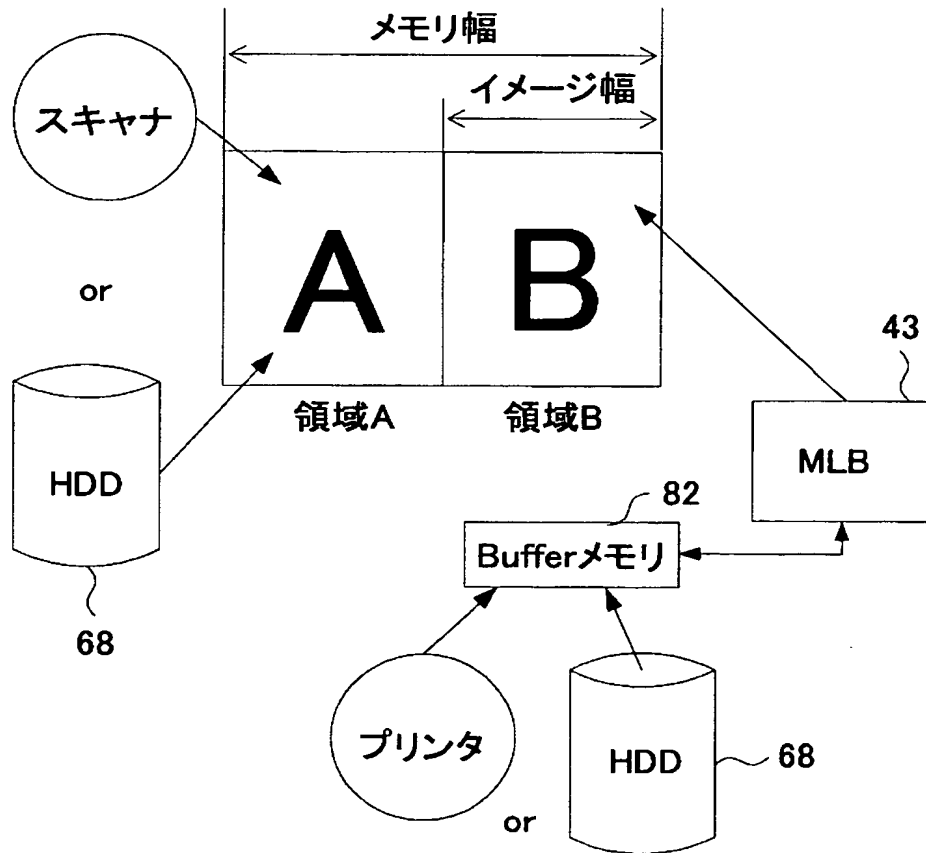 メモリ幅
イメージ幅
スキャナ
A
B
or
43
領域A
領域B
HDD
MLB
82
Bufferメモリ
68
プリンタ
HDD
68
or